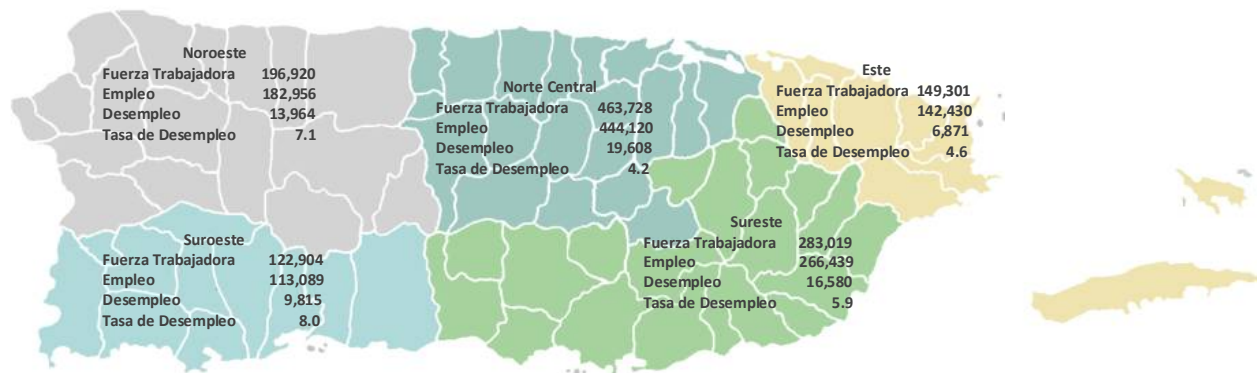 Noroeste
Fuerza Trabajadora 196,920
Empleo 182,956
Desempleo 13,964
Tasa de Desempleo 7.1
Norte Central
Fuerza Trabajadora 463,728
Empleo 444,120
Desempleo 19,608
Tasa de Desempleo 4.2
Este
Fuerza Trabajadora 149,301
Empleo 142,430
Desempleo 6,871
Tasa de Desempleo 4.6
Suroeste
Fuerza Trabajadora 122,904
Empleo 113,089
Desempleo 9,815
Tasa de Desempleo 8.0
Sureste
Fuerza Trabajadora 283,019
Empleo 266,439
Desempleo 16,580
Tasa de Desempleo 5.9